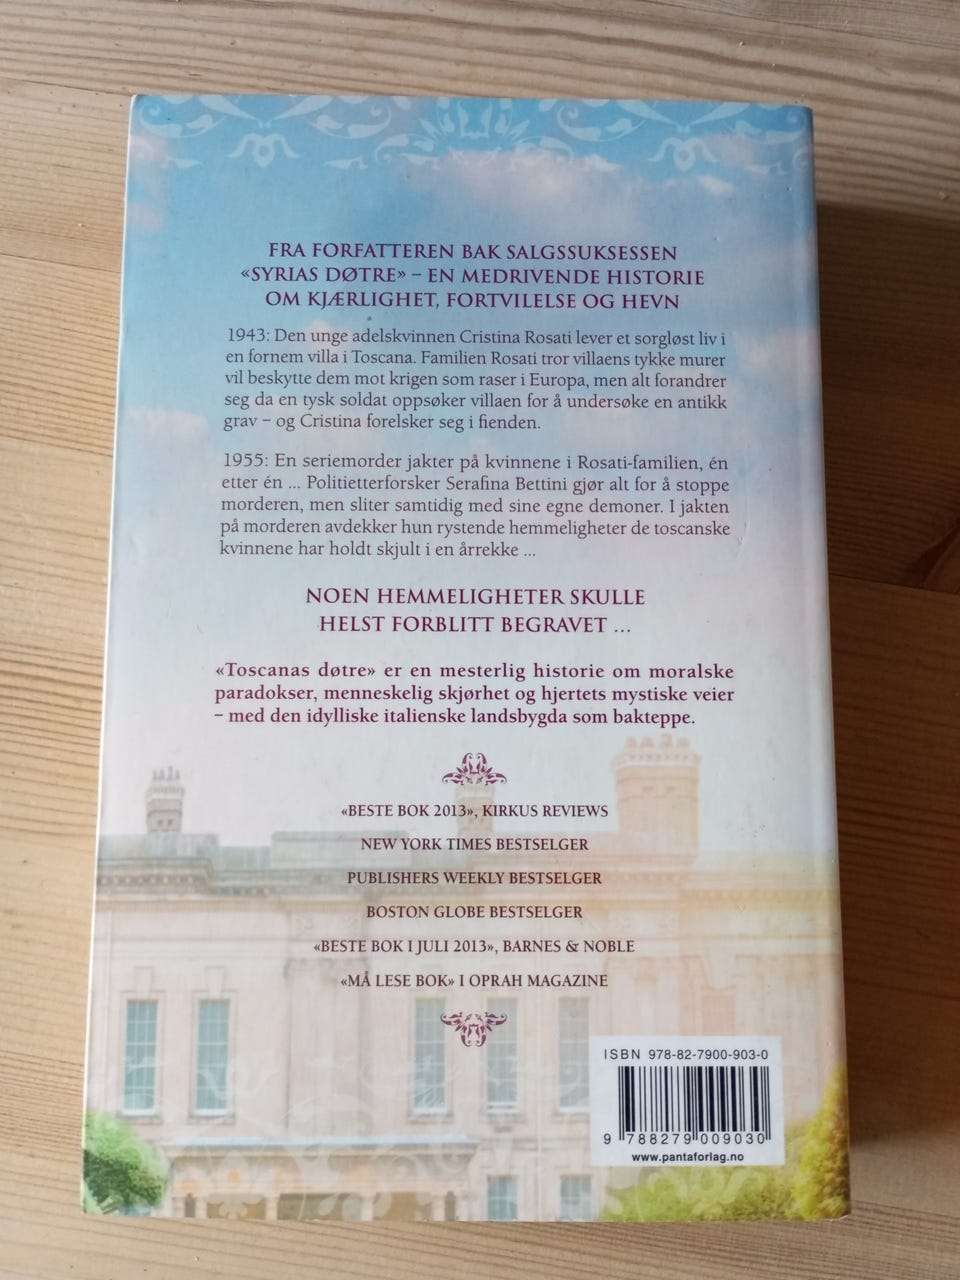 FRA FORFATTEREN BAK SALGSSUKSESSEN
«SYRIAS DØTRE» – EN MEDRIVENDE HISTORIE
OM KJÆRLIGHET, FORTVILELSE OG HEVN
1943: Den unge adelskvinnen Cristina Rosati lever et sorgløst liv i
en fornem villa i Toscana. Familien Rosati tror villaens tykke murer
vil beskytte dem mot krigen som raser i Europa, men alt forandrer
seg da en tysk soldat oppsøker villaen for å undersøke en antikk
grav – og Cristina forelsker seg i fienden.
1955: En seriemorder jakter på kvinnene i Rosati-familien, én
etter én ... Politietterforsker Serafina Bettini gjør alt for å stoppe
morderen, men sliter samtidig med sine egne demoner. I jakten
på morderen avdekker hun rystende hemmeligheter de toscanske
kvinnene har holdt skjult i en årrekke ...
NOEN HEMMELIGHETER SKULLE
HELST FORBLITT BEGRAVET ...
«Toscanas døtre» er en mesterlig historie om moralske
paradokser, menneskelig skjørhet og hjertets mystiske veier
– med den idylliske italienske landsbygda som bakteppe.
«BESTE BOK 2013», KIRKUS REVIEWS
NEW YORK TIMES BESTSELGER
PUBLISHERS WEEKLY BESTSELGER
BOSTON GLOBE BESTSELGER
«BESTE BOK I JULI 2013», BARNES & NOBLE
«MÅ LESE BOK» I OPRAH MAGAZINE
ISBN 978-82-7900-903-0
9 788279 009030
www.pantaforlag.no